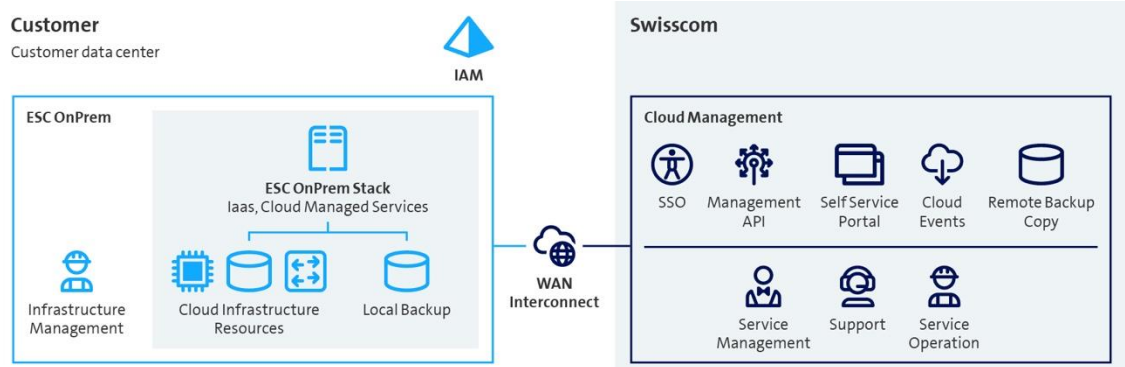 Customer
Customer data center
IAM
ESC OnPrem
ESC OnPrem Stack
Iaas, Cloud Managed Services
Infrastructure
Management
Cloud Infrastructure
Resources
Local Backup
WAN
Interconnect
Swisscom
Cloud Management
SSO
Management
API
Self Service
Portal
Cloud
Events
Remote Backup
Copy
Service
Management
Support
Service
Operation